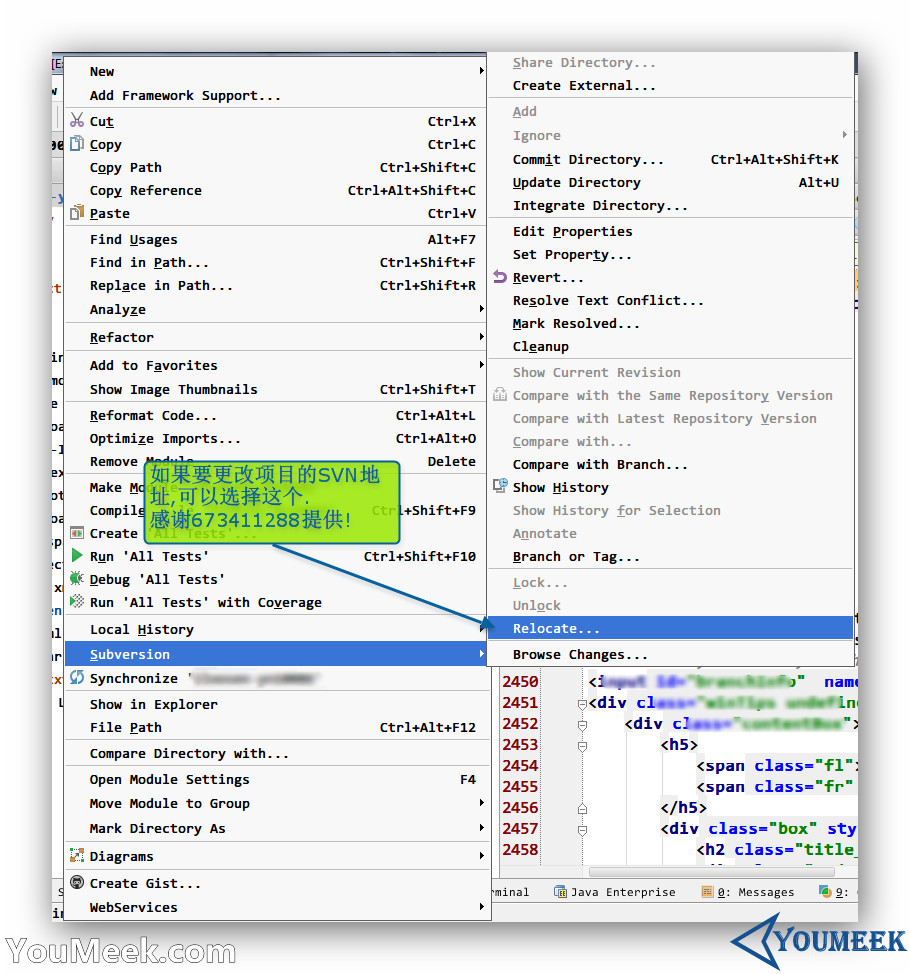 [Ex
New
Add Framework Support...
Cut Ctrl+X
Copy Ctrl+C
Copy Path Ctrl+Shift+C
Copy Reference Ctrl+Alt+Shift+C
Paste Ctrl+V
Find Usages Alt+F7
Find in Path... Ctrl+Shift+F
Replace in Path... Ctrl+Shift+R
Analyze
Refactor
Add to Favorites
Show Image Thumbnails Ctrl+Shift+T
Reformat Code... Ctrl+Alt+L
Optimize Imports... Ctrl+Alt+O
Remove Module Delete
Make
Compile Ctrl+Shift+F9
Create 'All Tests'...
Run 'All Tests' Ctrl+Shift+F10
Debug 'All Tests'
Run 'All Tests' with Coverage
Local History
Subversion
Synchronize '
Show in Explorer
File Path Ctrl+Alt+F12
Compare Directory with...
Open Module Settings F4
Move Module to Group
Mark Directory As
Diagrams
Create Gist...
WebServices
如果要更改项目的SVN地
址,可以选择这个.
感谢673411288提供!
Share Directory...
Create External...
Add
Ignore
Commit Directory... Ctrl+Alt+Shift+K
Update Directory Alt+U
Integrate Directory...
Edit Properties
Set Property...
Revert...
Resolve Text Conflict...
Mark Resolved...
Cleanup
Show Current Revision
Compare with the Same Repository Version
Compare with Latest Repository Version
Compare with...
Compare with Branch...
Show History
Show History for Selection
Annotate
Branch or Tag...
Lock...
Unlock
Relocate...
Browse Changes...
2450 <input id="branchInfo" name
2451 <div class="winTips undefine
2452 <div class="contentBox">
2453 <h5>
2454 <span class="fl">
2455 <span class="fr"
2456 </h5>
2457 <div class="box" sty
2458 <h2 class="title_
minal Java Enterprise 0: Messages 9:
YouMeek.com
YOUMEEK